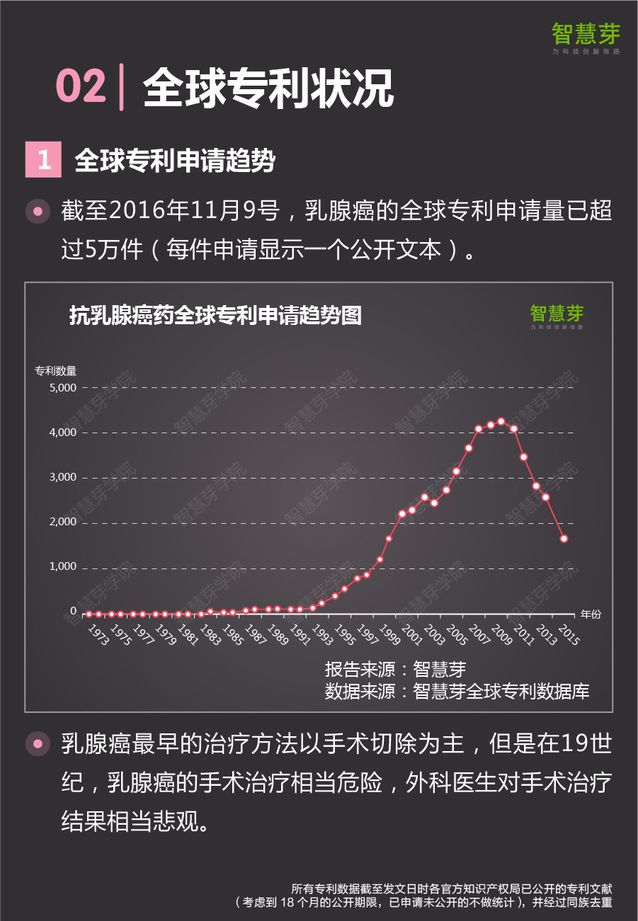 智慧芽
为科技创新指路
02 全球专利状况
1 全球专利申请趋势
截至2016年11月9号，乳腺癌的全球专利申请量已超
过5万件（每件申请显示一个公开文本）。
抗乳腺癌药全球专利申请趋势图
智慧芽
为科技创新指路
专利数量
5,000
4,000
3,000
2,000
1,000
0
年份
1973 1975 1977 1979 1981 1983 1985 1987 1989 1991 1993 1995 1997 1999 2001 2003 2005 2007 2009 2011 2013 2015
智慧芽学院
报告来源：智慧芽
数据来源：智慧芽全球专利数据库
乳腺癌最早的治疗方法以手术切除为主，但是在19世
纪，乳腺癌的手术治疗相当危险，外科医生对手术治疗
结果相当悲观。
所有专利数据截至发文日时各官方知识产权局已公开的专利文献
（考虑到 18 个月的公开期限，已申请未公开的不做统计），并经过同族去重